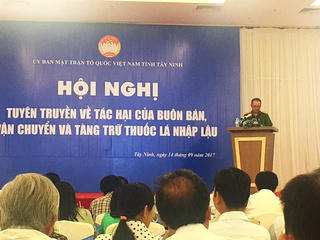 ỦY BAN MẶT TRẬN TỔ QUỐC VIỆT NAM TỈNH TÂY NINH
HỘI NGHỊ
TUYÊN TRUYỀN VỀ TÁC HẠI CỦA BUÔN BÁN,
VẬN CHUYỂN VÀ TÀNG TRỮ THUỐC LÁ NHẬP LẬU
Tây Ninh, ngày 14 tháng 09 năm 2017